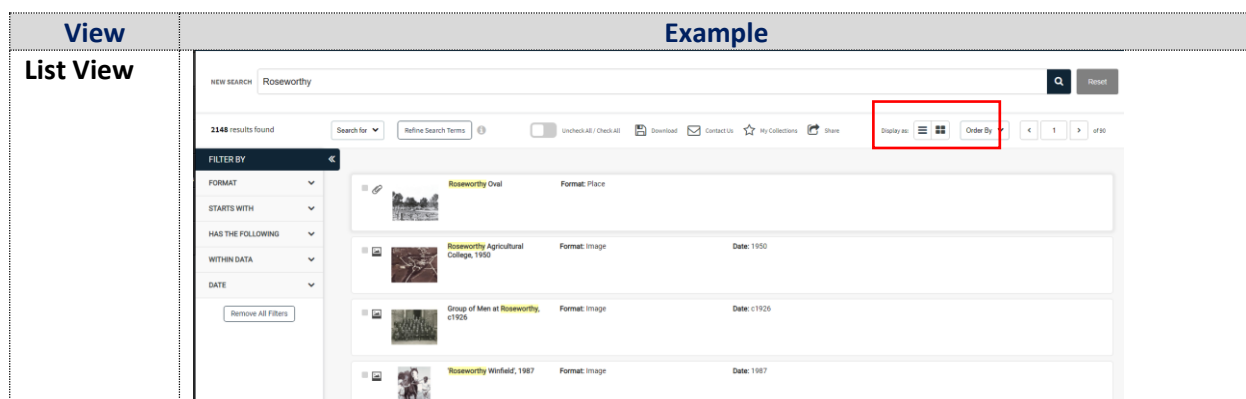 View Example
List View
NEW SEARCH Roseworthy Reset
2148 results found Search for Refine Search Terms Uncheck All / Check All Download Contact Us My Collections Share Display as: Order By 1 of 90
FILTER BY
FORMAT
STARTS WITH
HAS THE FOLLOWING
WITHIN DATA
DATE
Remove All Filters
Roseworthy Oval Format: Place
Roseworthy Agricultural College, 1950 Format: Image Date: 1950
Group of Men at Roseworthy, c1926 Format: Image Date: c1926
'Roseworthy Winfield', 1987 Format: Image Date: 1987